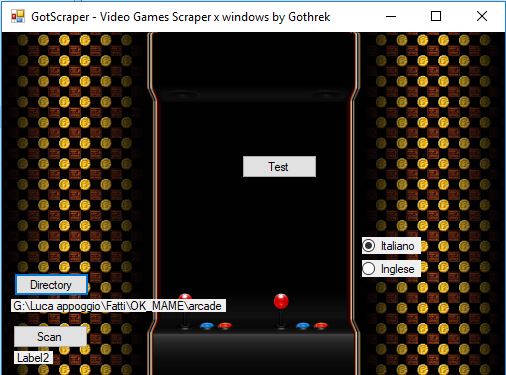 GotScraper - Video Games Scraper x windows by Gothrek
Test
Italiano
Inglese
Directory
G:\Luca appoggio\Fatti\OK_MAME\arcade
Scan
Label2